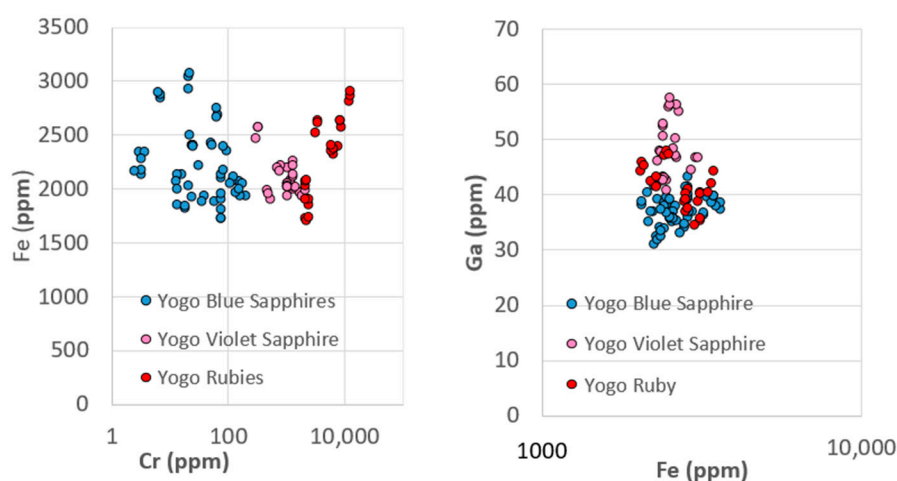 3500
3000
2500
2000
1500
1000
500
0
Fe (ppm)
Yogo Blue Sapphires
Yogo Violet Sapphire
Yogo Rubies
1 100 10,000
Cr (ppm)
70
60
50
40
30
20
10
0
Ga (ppm)
Yogo Blue Sapphire
Yogo Violet Sapphire
Yogo Ruby
1000 10,000
Fe (ppm)